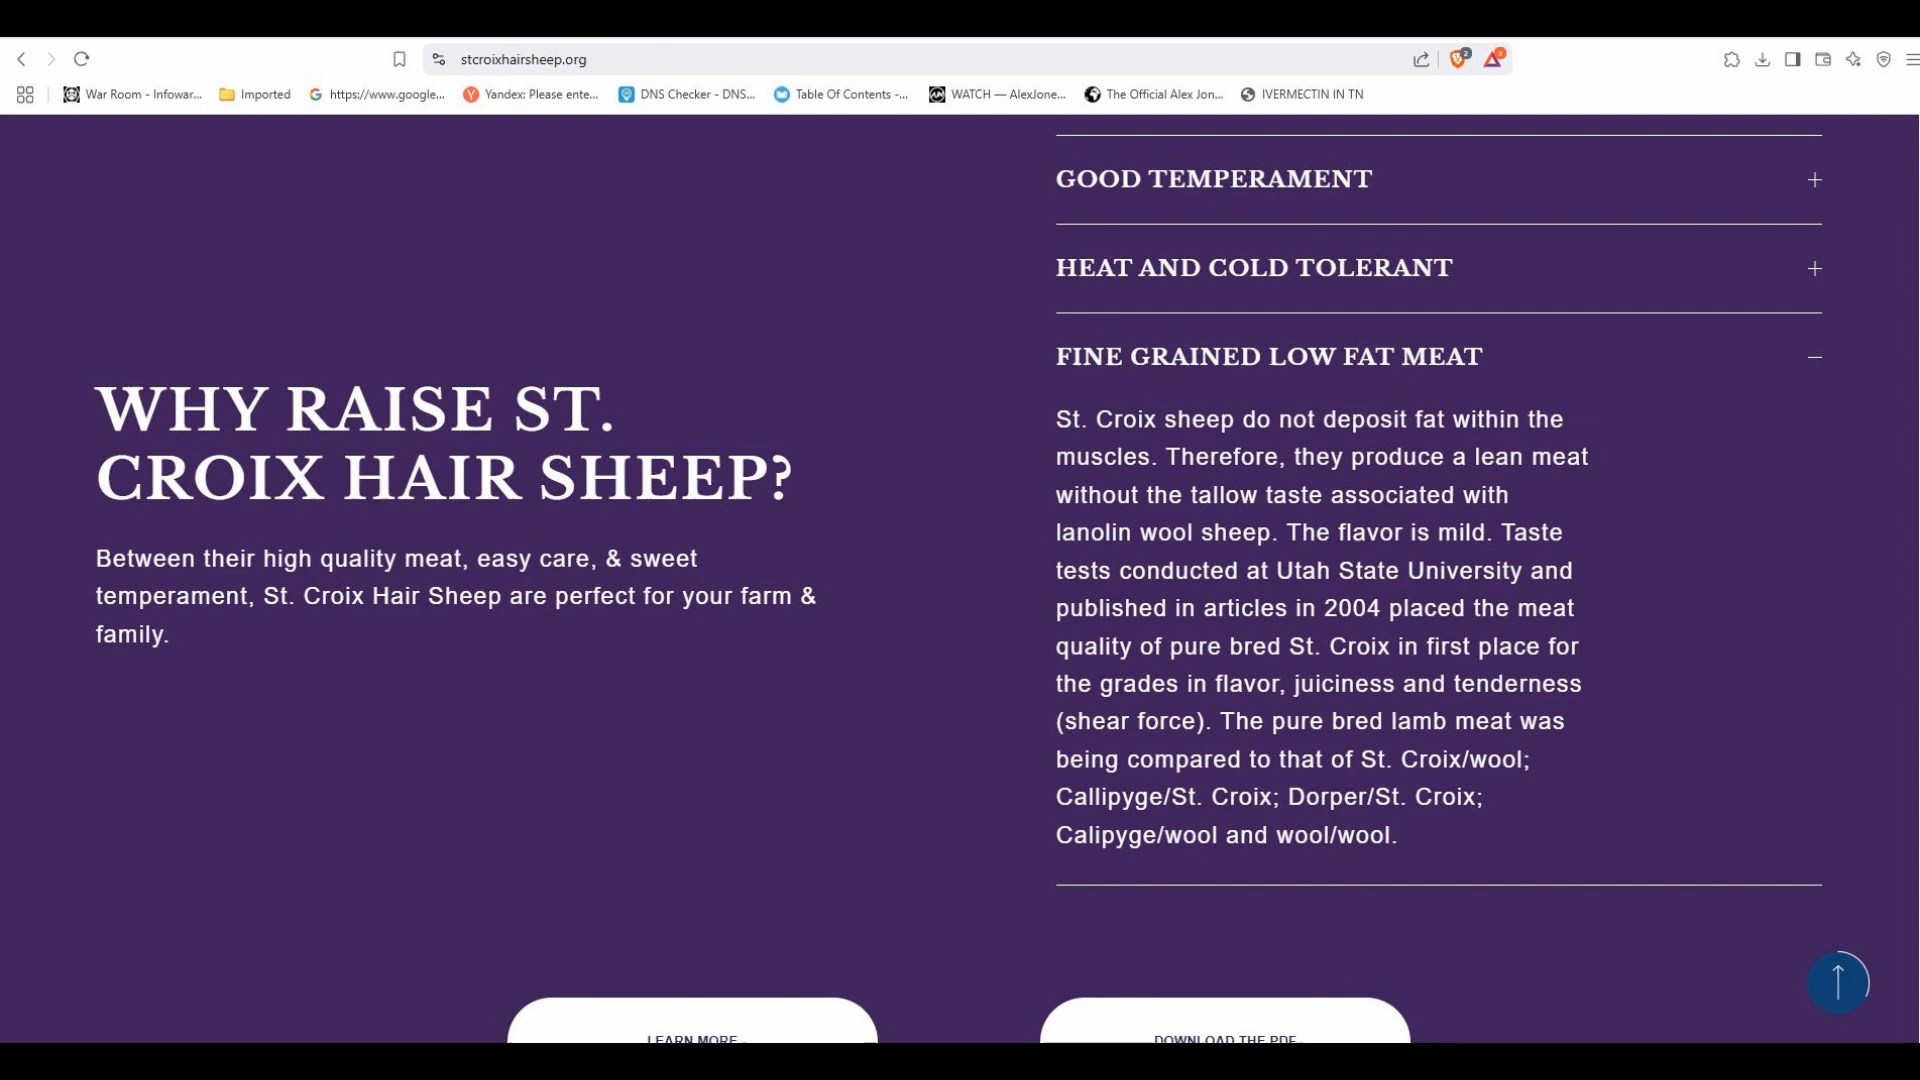 stcroixhairsheep.org
2
3
War Room - Infowar...
Imported
https://www.google...
Yandex: Please ente...
DNS Checker - DNS...
Table Of Contents -...
WATCH — AlexJone...
The Official Alex Jon...
IVERMECTIN IN TN
WHY RAISE ST.
CROIX HAIR SHEEP?
Between their high quality meat, easy care, & sweet
temperament, St. Croix Hair Sheep are perfect for your farm &
family.
GOOD TEMPERAMENT
HEAT AND COLD TOLERANT
FINE GRAINED LOW FAT MEAT
St. Croix sheep do not deposit fat within the
muscles. Therefore, they produce a lean meat
without the tallow taste associated with
lanolin wool sheep. The flavor is mild. Taste
tests conducted at Utah State University and
published in articles in 2004 placed the meat
quality of pure bred St. Croix in first place for
the grades in flavor, juiciness and tenderness
(shear force). The pure bred lamb meat was
being compared to that of St. Croix/wool;
Callipyge/St. Croix; Dorper/St. Croix;
Calipyge/wool and wool/wool.
LEARN MORE
DOWNLOAD THE PDF